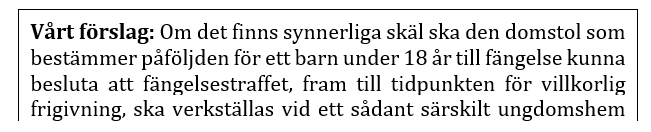 Vårt förslag: Om det finns synnerliga skäl ska den domstol som
bestämmer påföljden för ett barn under 18 år till fängelse kunna
besluta att fängelsestraffet, fram till tidpunkten för villkorlig
frigivning, ska verkställas vid ett sådant särskilt ungdomshem